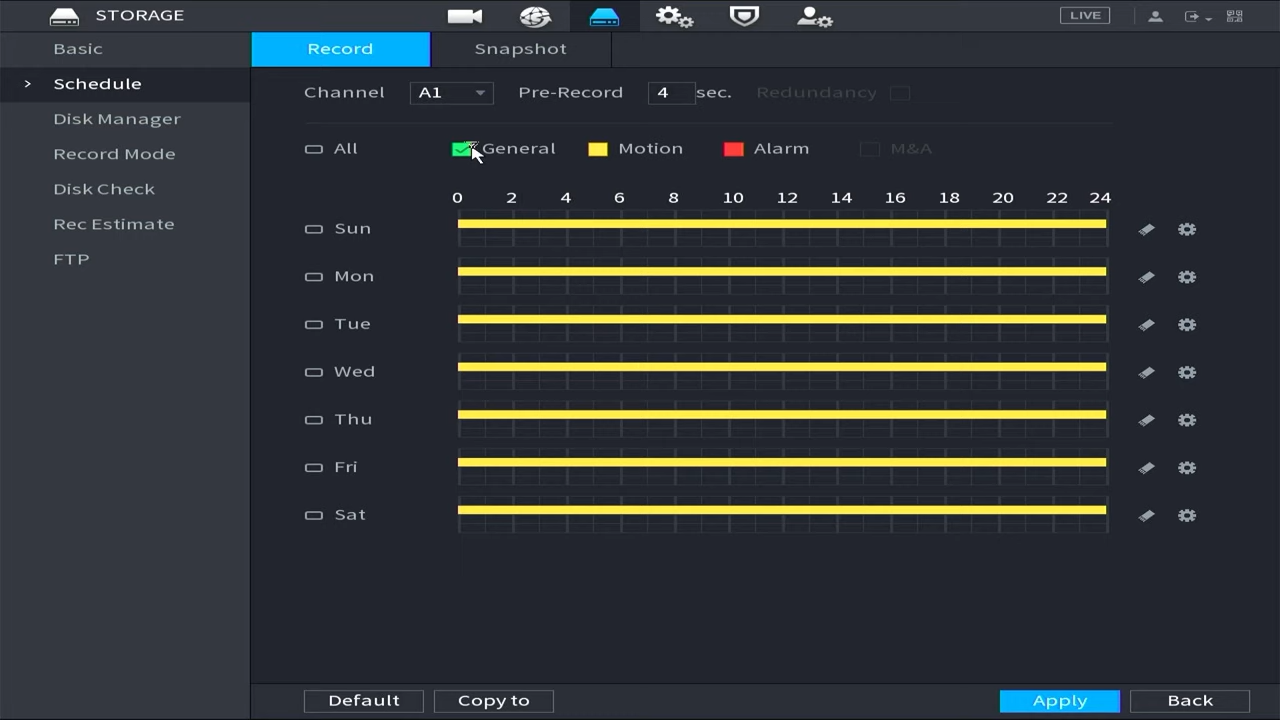 STORAGE
LIVE
Basic
Schedule
Disk Manager
Record Mode
Disk Check
Rec Estimate
FTP
Record Snapshot
Channel A1 Pre-Record 4 sec. Redundancy
All General Motion Alarm M&A
0 2 4 6 8 10 12 14 16 18 20 22 24
Sun
Mon
Tue
Wed
Thu
Fri
Sat
Default Copy to Apply Back